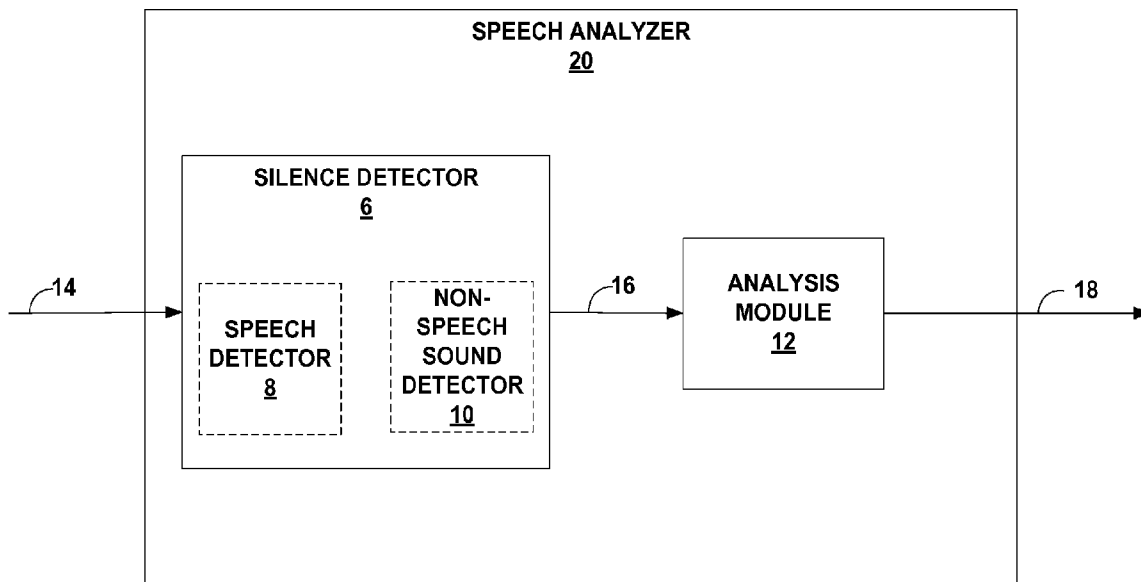 SPEECH ANALYZER
20
SILENCE DETECTOR
6
14
SPEECH
DETECTOR
8
NON-
SPEECH
SOUND
DETECTOR
10
16
ANALYSIS
MODULE
12
18